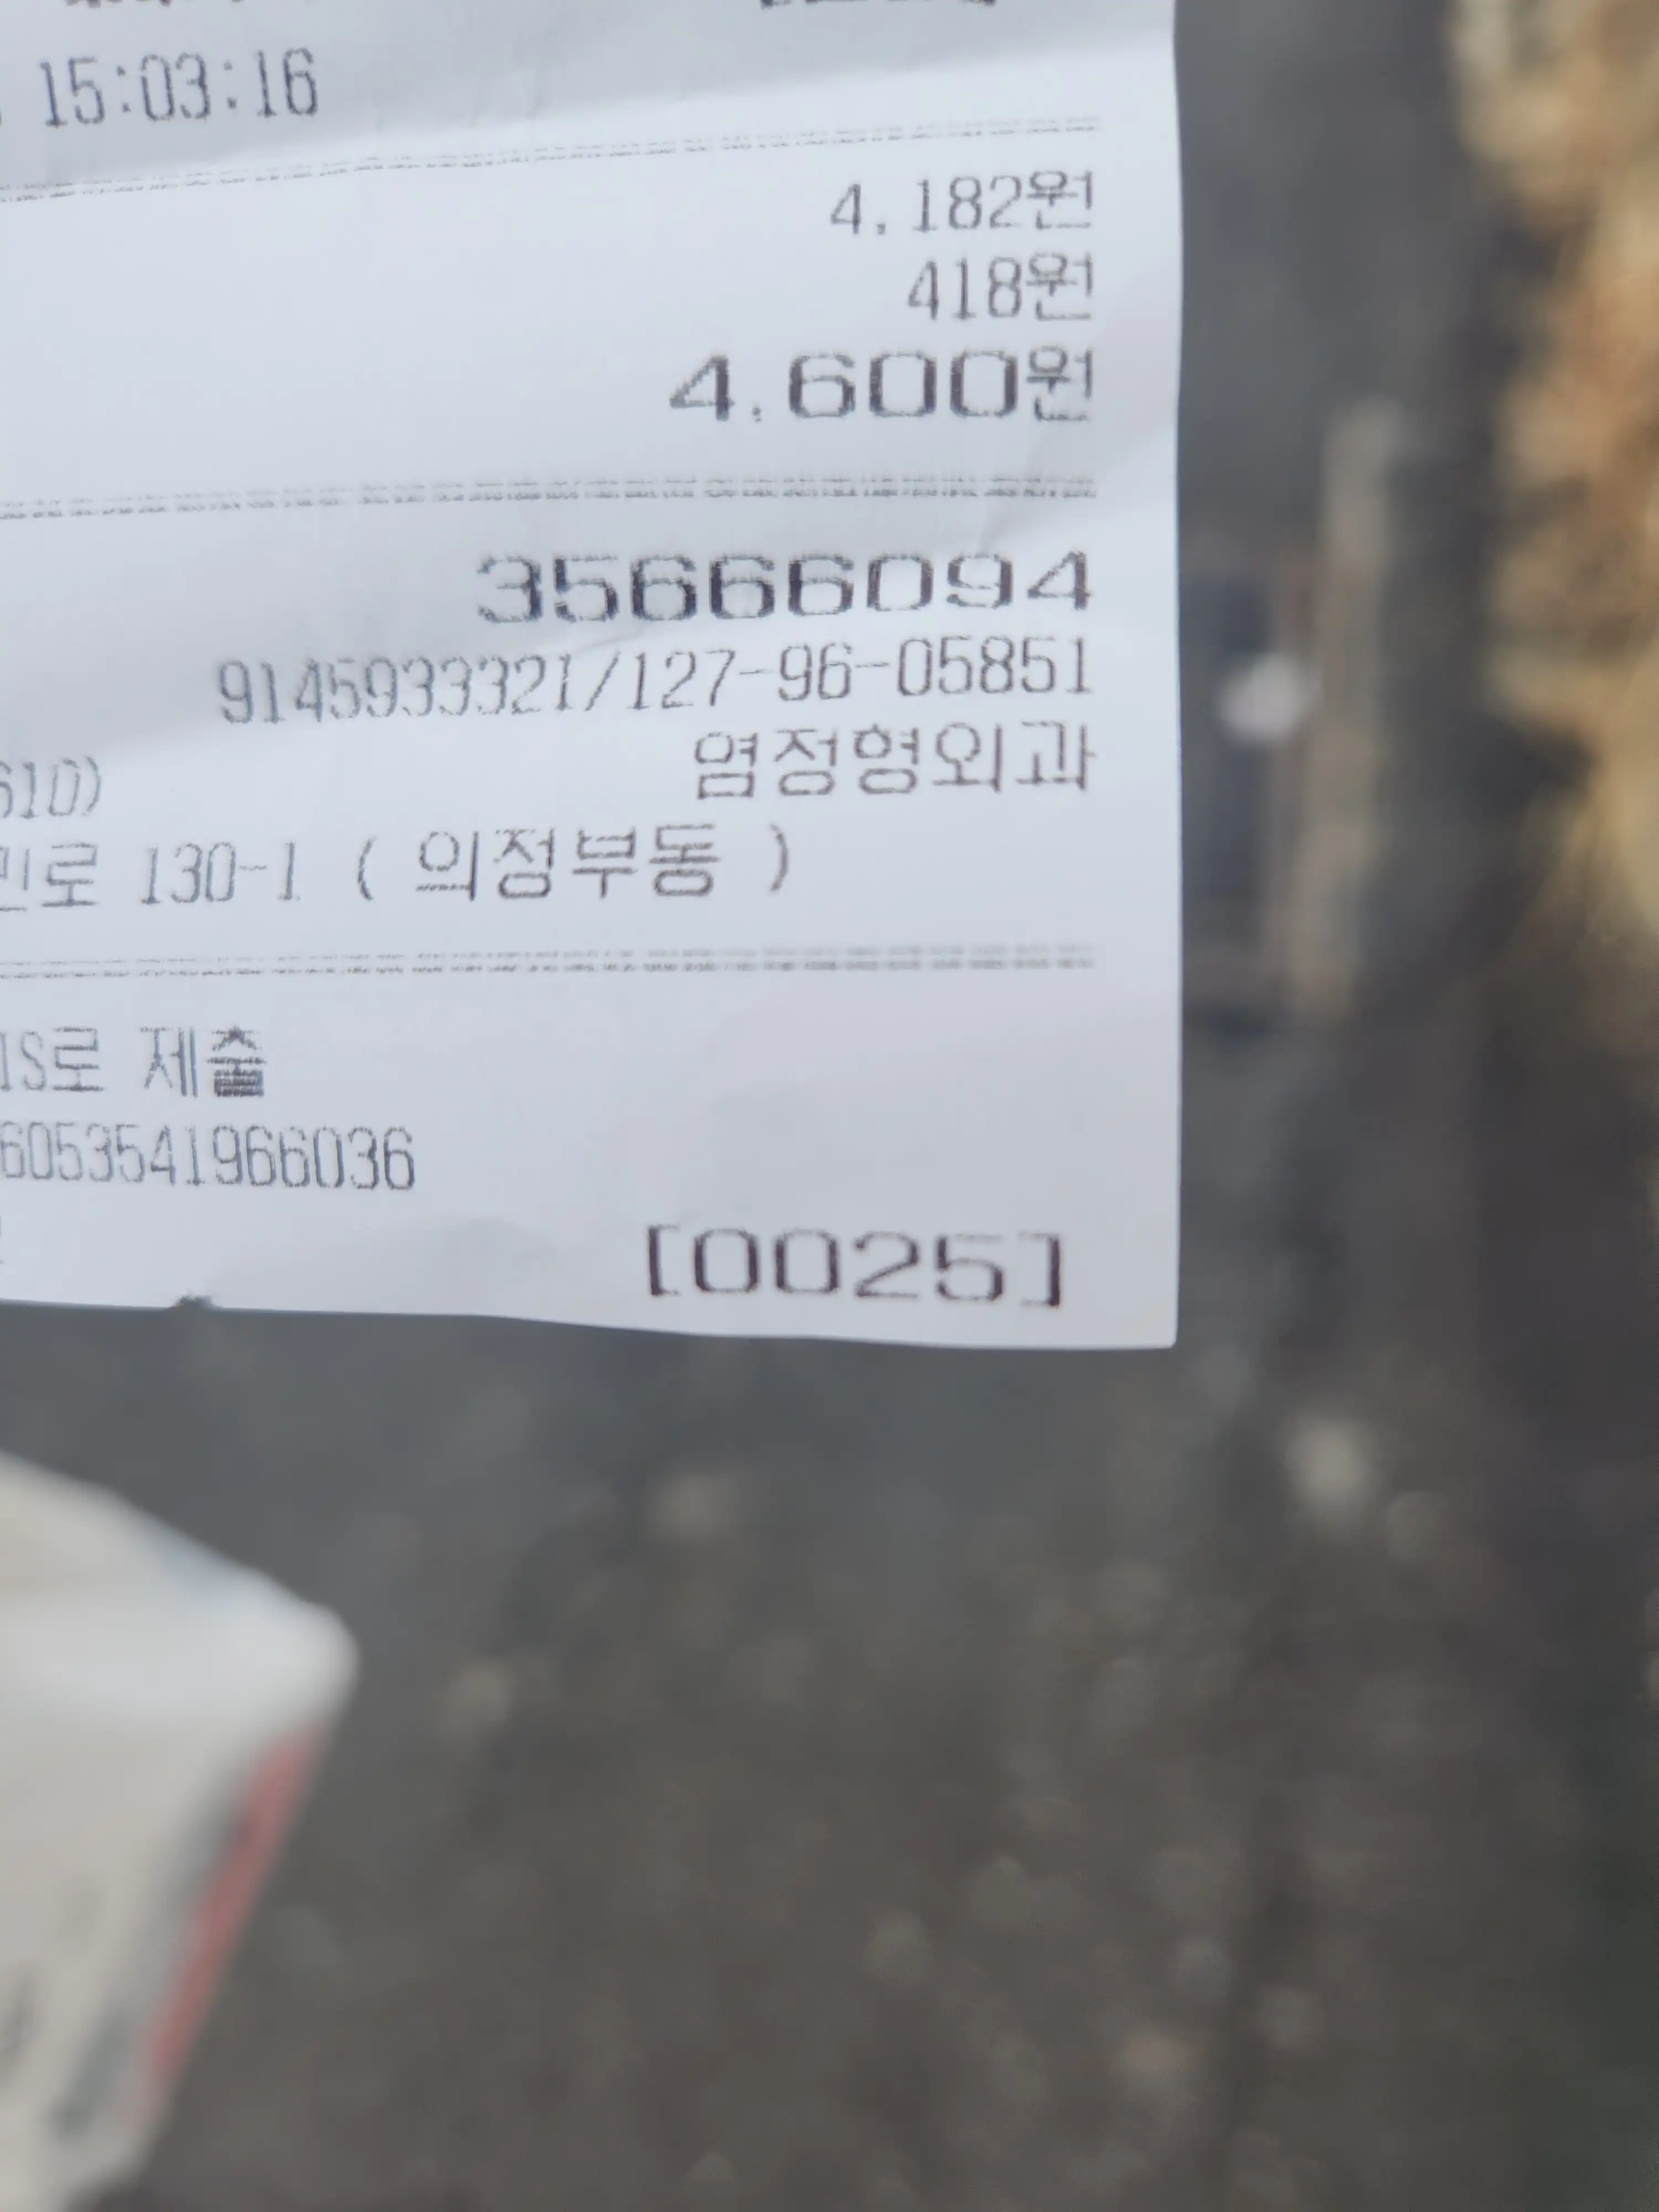 15:03:16
4,182원
418원
4,600원
35666094
9145933321/127-96-05851
염정형외과
610)
민로 130-1 ( 의정부동 )
IS로 제출
6053541966036
[0025]